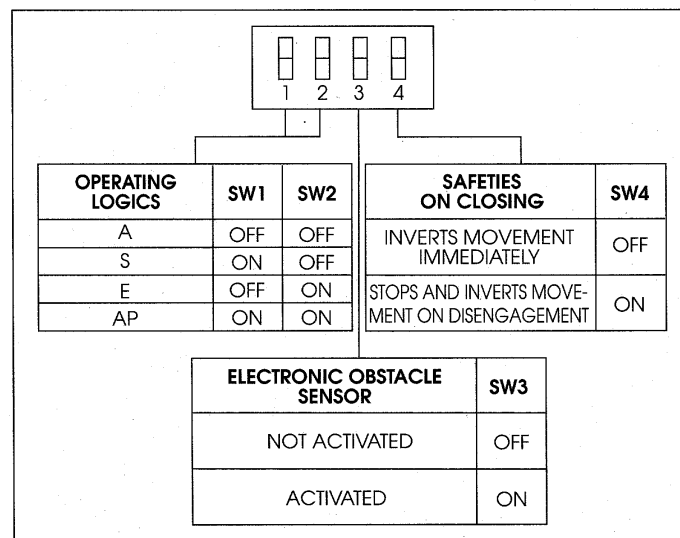 1 2 3 4
OPERATING LOGICS SW1 SW2
A OFF OFF
S ON OFF
E OFF ON
AP ON ON
SAFETIES ON CLOSING SW4
INVERTS MOVEMENT IMMEDIATELY OFF
STOPS AND INVERTS MOVE-
MENT ON DISENGAGEMENT ON
ELECTRONIC OBSTACLE SENSOR SW3
NOT ACTIVATED OFF
ACTIVATED ON